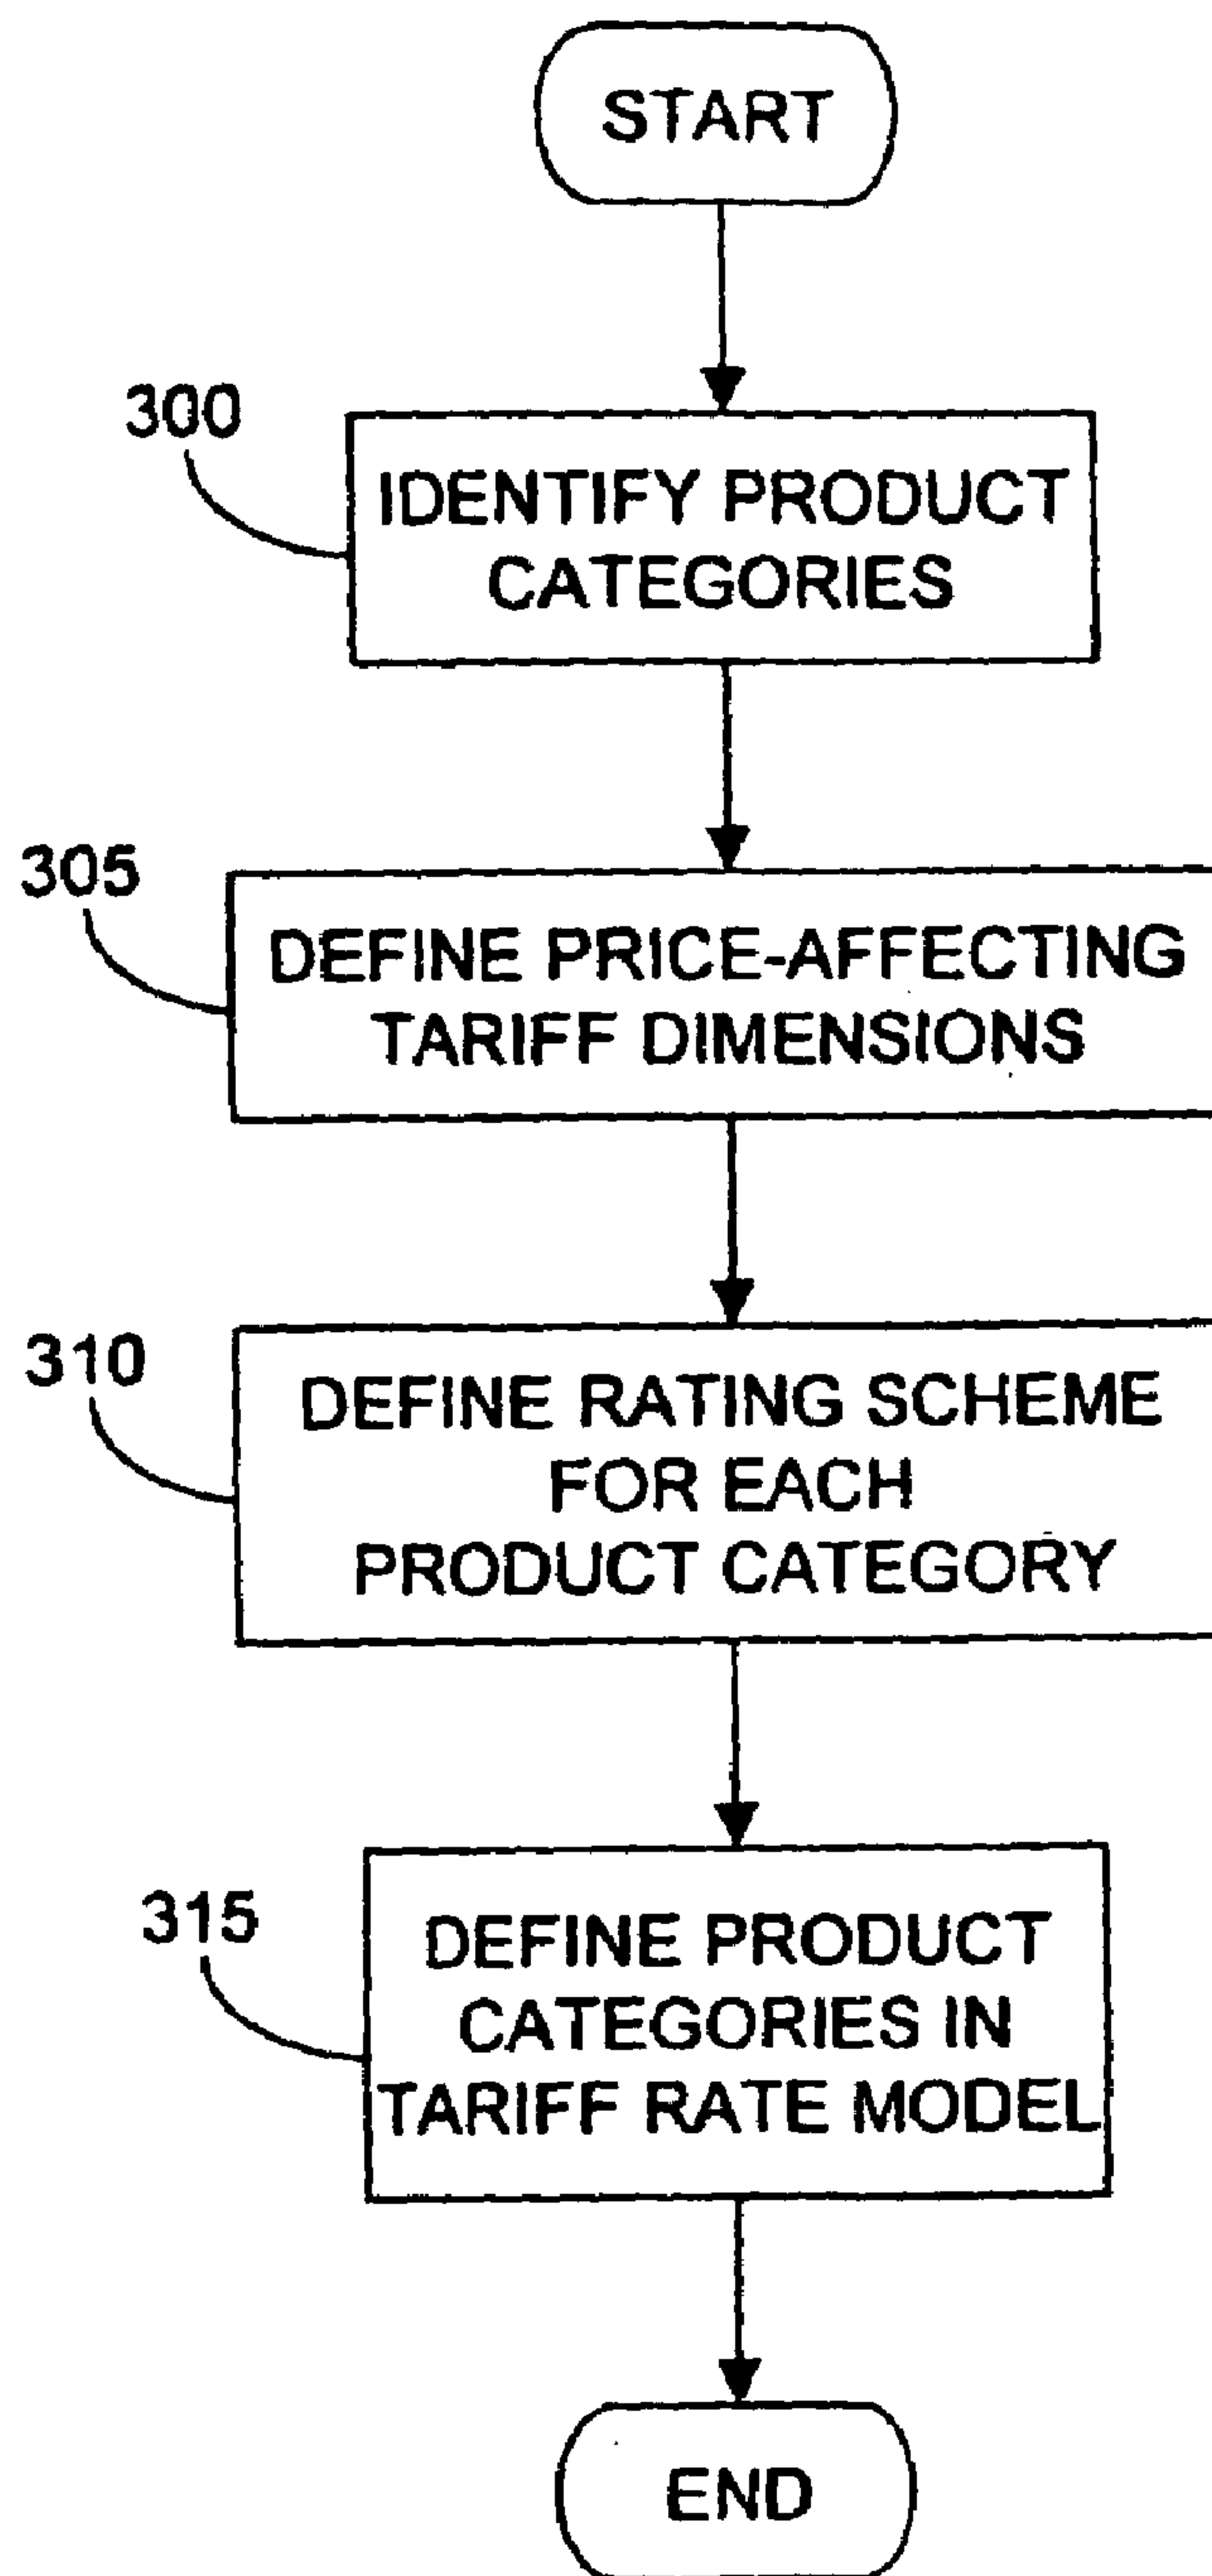 START
300
IDENTIFY PRODUCT
CATEGORIES
305
DEFINE PRICE-AFFECTING
TARIFF DIMENSIONS
310
DEFINE RATING SCHEME
FOR EACH
PRODUCT CATEGORY
315
DEFINE PRODUCT
CATEGORIES IN
TARIFF RATE MODEL
END